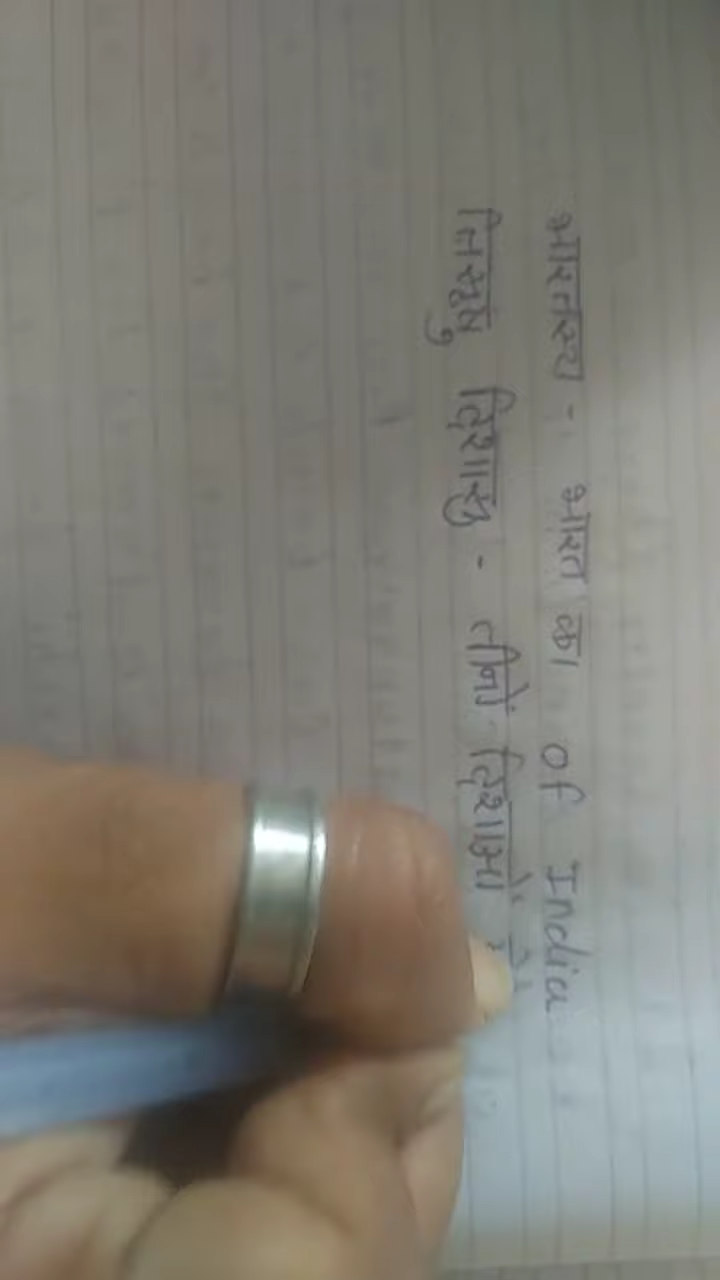 भारतस्य - भारत का of India
तिसृषु दिशासु - तीनों दिशाओं में